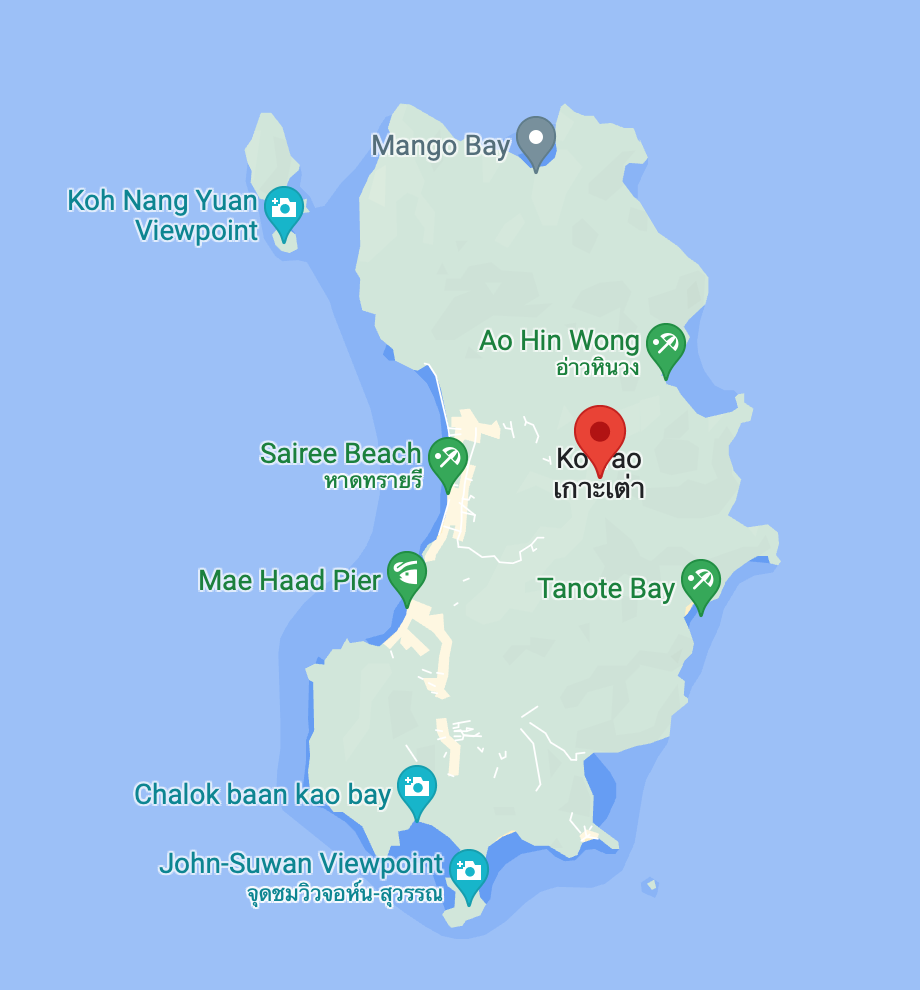 Mango Bay
Koh Nang Yuan
Viewpoint
Ao Hin Wong
อ่าวหินวง
Sairee Beach
หาดทรายรี
Ko Tao
เกาะเต่า
Mae Haad Pier
Tanote Bay
Chalok baan kao bay
John-Suwan Viewpoint
จุดชมวิวจอห์น-สุวรรณ